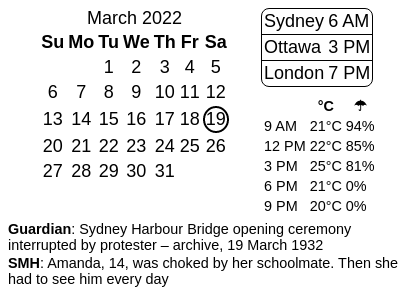 March 2022
Su Mo Tu We Th Fr Sa
1 2 3 4 5
6 7 8 9 10 11 12
13 14 15 16 17 18 19
20 21 22 23 24 25 26
27 28 29 30 31
Sydney 6 AM
Ottawa 3 PM
London 7 PM
°C ☂
9 AM 21°C 94%
12 PM 22°C 85%
3 PM 25°C 81%
6 PM 21°C 0%
9 PM 20°C 0%
Guardian: Sydney Harbour Bridge opening ceremony
interrupted by protester – archive, 19 March 1932
SMH: Amanda, 14, was choked by her schoolmate. Then she
had to see him every day